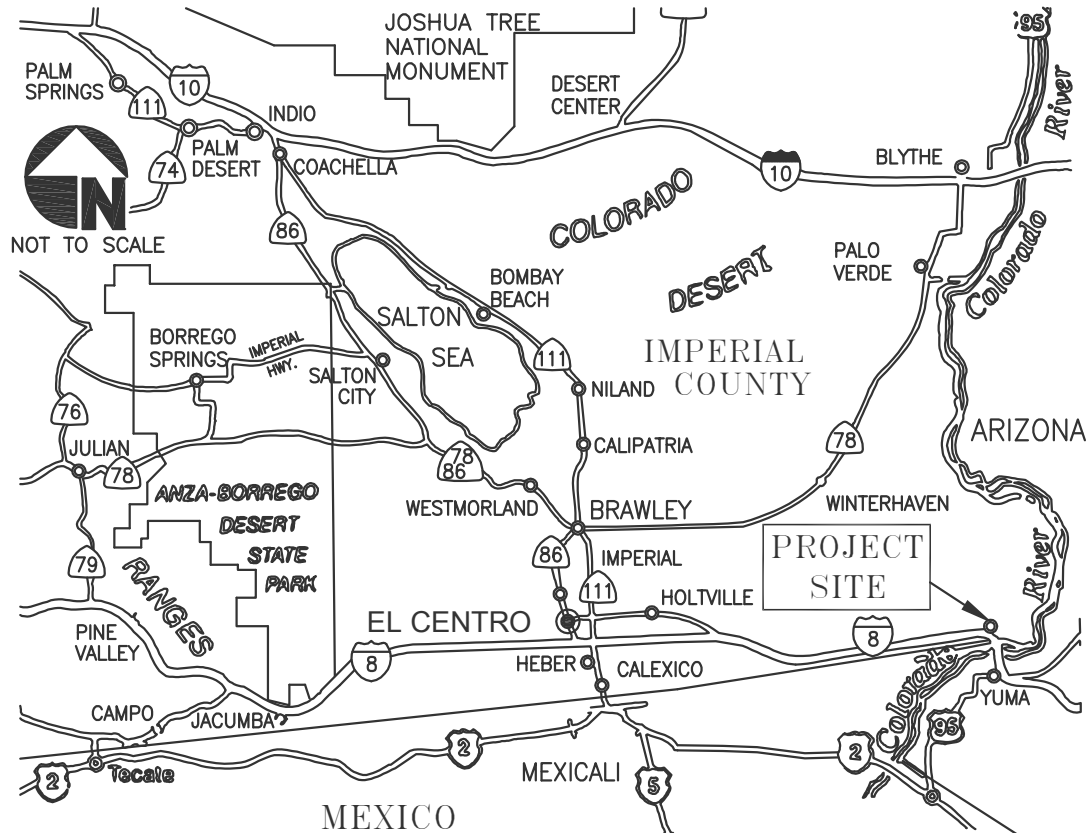 JOSHUA TREE
NATIONAL
MONUMENT
95
River
PALM
SPRINGS
10
111
INDIO
DESERT
CENTER
PALM
DESERT
74
COACHELLA
BLYTHE
10
N
NOT TO SCALE
86
COLORADO
DESERT
PALO
VERDE
Colorado
BOMBAY
BEACH
SALTON
SEA
BORREGO
SPRINGS
IMPERIAL
HWY.
SALTON
CITY
111
NILAND
IMPERIAL
COUNTY
76
JULIAN
78
78
86
CALIPATRIA
78
ARIZONA
ANZA-BORREGO
DESERT
STATE
PARK
WESTMORLAND
BRAWLEY
WINTERHAVEN
79
RANGES
86
IMPERIAL
111
PROJECT
SITE
River
EL CENTRO
HOLTVILLE
PINE
VALLEY
8
8
HEBER
CALEXICO
Colorado
YUMA
CAMPO
JACUMBA
95
2
Tecate
2
MEXICALI
5
2
MEXICO